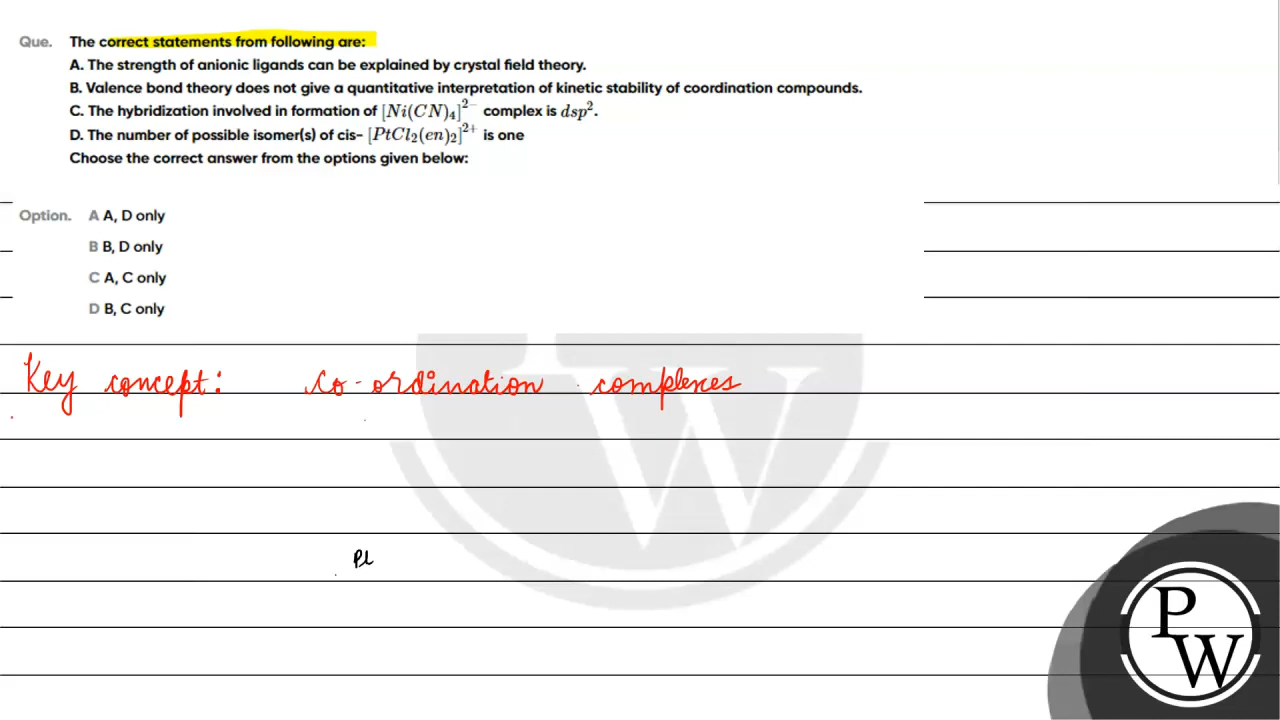 Que. The correct statements from following are:
A. The strength of anionic ligands can be explained by crystal field theory.
B. Valence bond theory does not give a quantitative interpretation of kinetic stability of coordination compounds.
C. The hybridization involved in formation of [Ni(CN)₄]²⁻ complex is dsp².
D. The number of possible isomer(s) of cis– [PtCl₂(en)₂]²⁺ is one
Choose the correct answer from the options given below:
Option. A A, D only
B B, D only
C A, C only
D B, C only
Key concept: Co-ordination complexes
Pt
PW